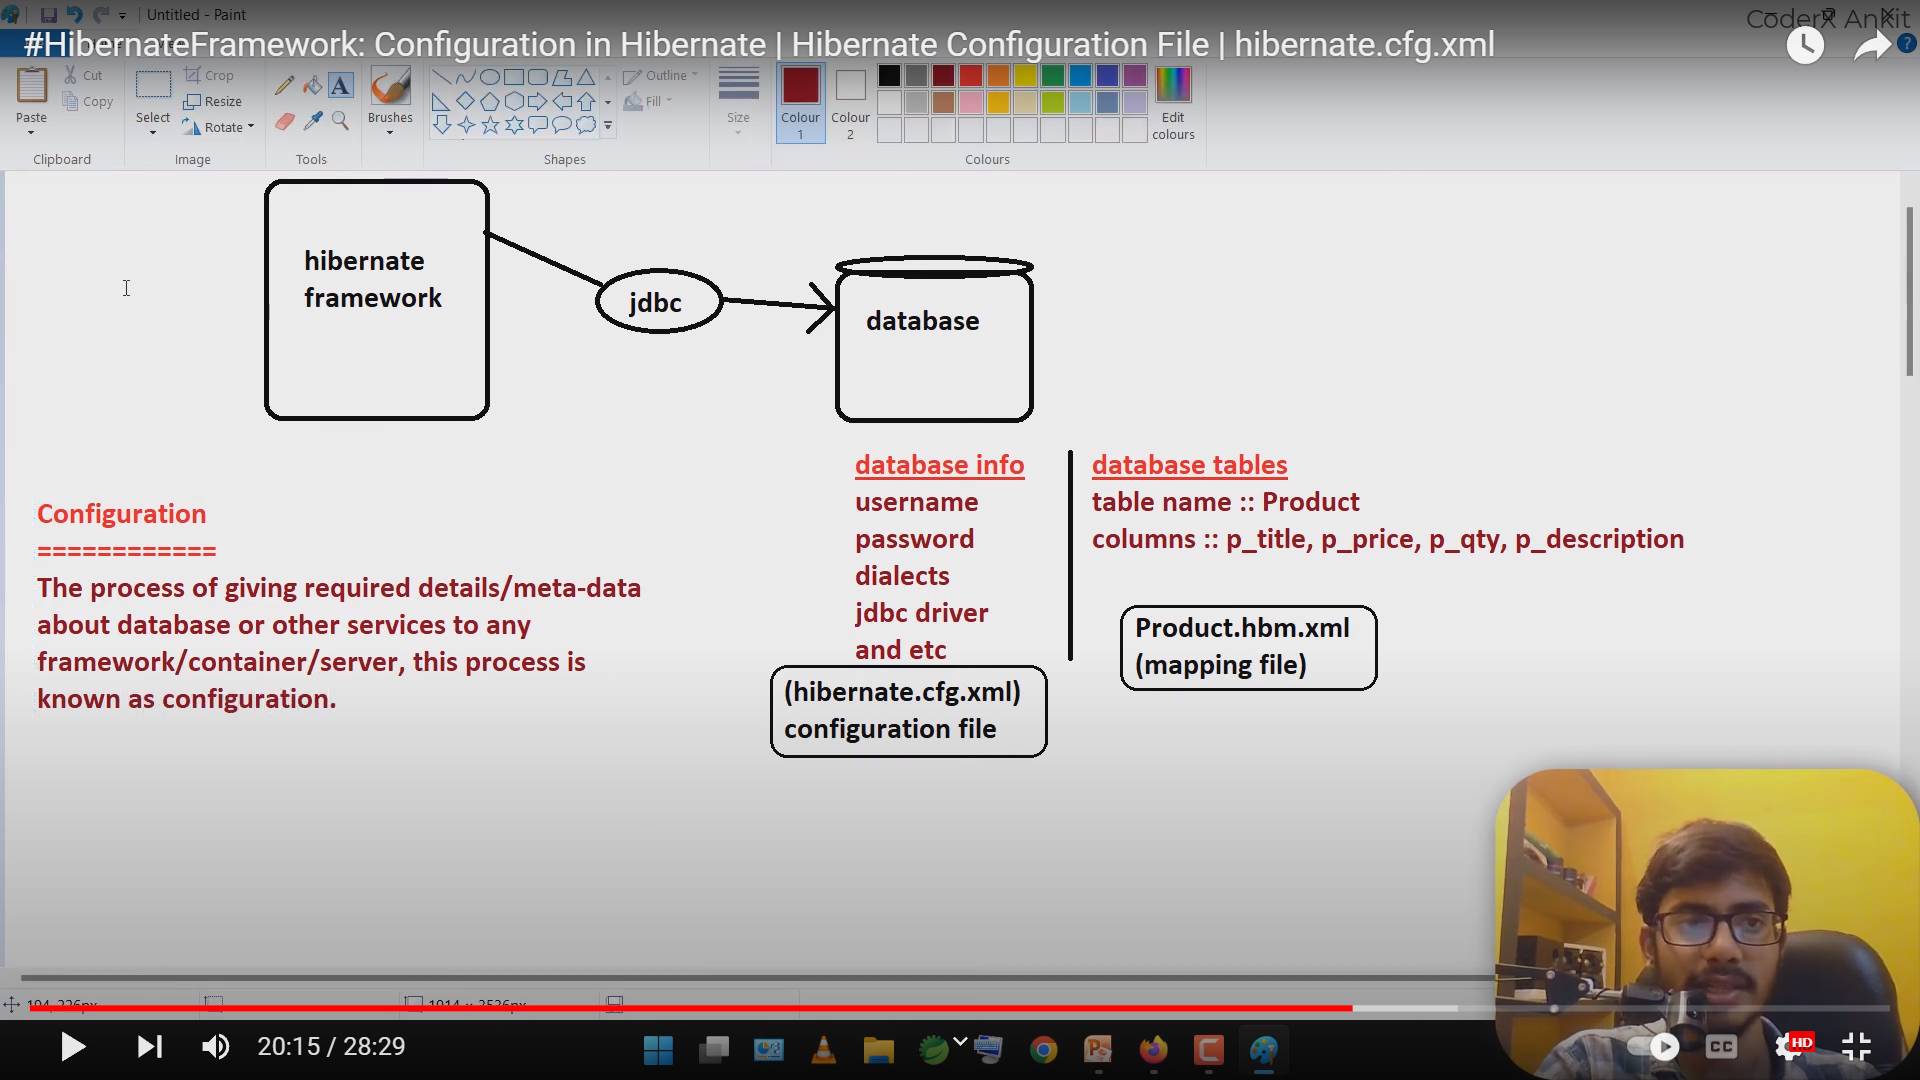 Untitled - Paint
CoderX Ankit
#HibernateFramework: Configuration in Hibernate | Hibernate Configuration File | hibernate.cfg.xml
Paste
Cut
Copy
Clipboard
Select
Crop
Resize
Rotate
Image
Tools
Brushes
Outline
Fill
Shapes
Size
Colour 1
Colour 2
Edit colours
Colours
hibernate
framework
jdbc
database
database info
username
password
dialects
jdbc driver
and etc
(hibernate.cfg.xml)
configuration file
database tables
table name :: Product
columns :: p_title, p_price, p_qty, p_description
Product.hbm.xml
(mapping file)
Configuration
============
The process of giving required details/meta-data
about database or other services to any
framework/container/server, this process is
known as configuration.
20:15 / 28:29
CC
HD